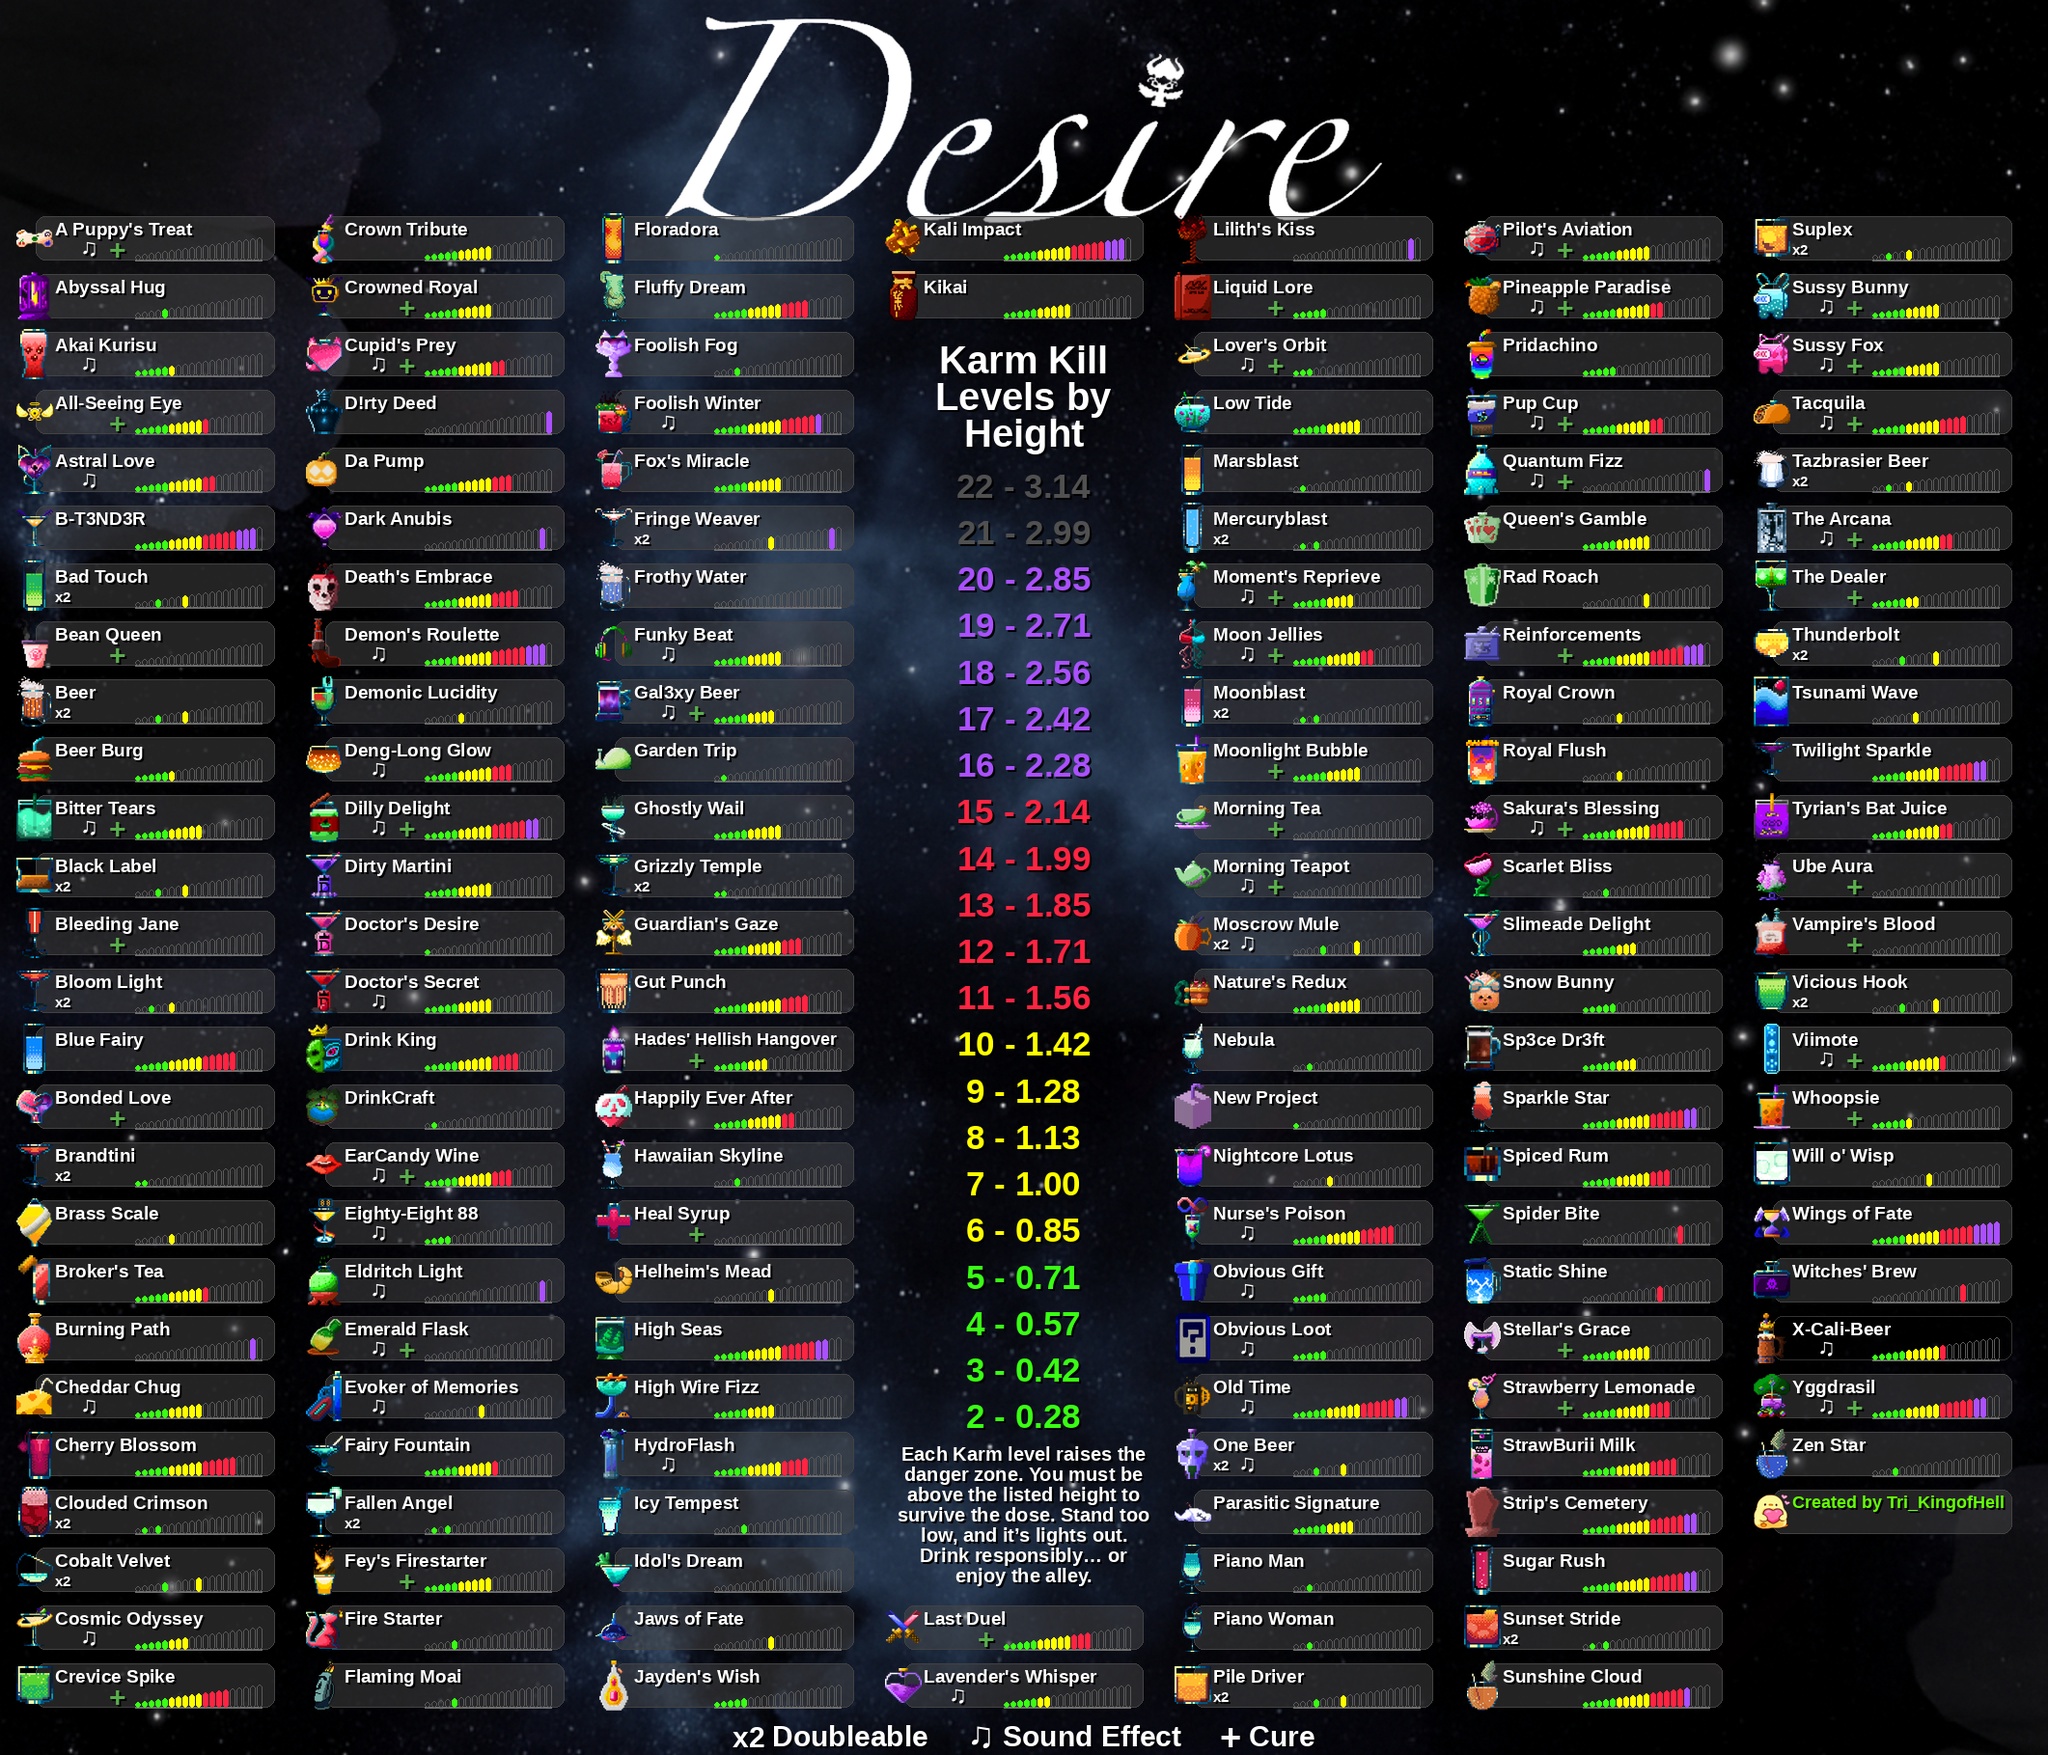 Desire
A Puppy's Treat
♫ +
Abyssal Hug
Akai Kurisu
♫
All-Seeing Eye
+
Astral Love
♫
B-T3ND3R
Bad Touch
x2
Bean Queen
+
Beer
x2
Beer Burg
Bitter Tears
♫ +
Black Label
x2
Bleeding Jane
+
Bloom Light
x2
Blue Fairy
Bonded Love
+
Brandtini
x2
Brass Scale
Broker's Tea
Burning Path
Cheddar Chug
♫
Cherry Blossom
Clouded Crimson
x2
Cobalt Velvet
x2
Cosmic Odyssey
♫
Crevice Spike
+
Crown Tribute
Crowned Royal
+
Cupid's Prey
♫ +
D!rty Deed
Da Pump
Dark Anubis
Death's Embrace
Demon's Roulette
♫
Demonic Lucidity
Deng-Long Glow
♫
Dilly Delight
♫ +
Dirty Martini
Doctor's Desire
Doctor's Secret
♫
Drink King
DrinkCraft
EarCandy Wine
♫ +
Eighty-Eight 88
♫
Eldritch Light
♫
Emerald Flask
♫ +
Evoker of Memories
♫
Fairy Fountain
Fallen Angel
x2
Fey's Firestarter
+
Fire Starter
Flaming Moai
Floradora
Fluffy Dream
Foolish Fog
Foolish Winter
♫
Fox's Miracle
Fringe Weaver
x2
Frothy Water
Funky Beat
♫
Gal3xy Beer
♫ +
Garden Trip
Ghostly Wail
Grizzly Temple
x2
Guardian's Gaze
Gut Punch
Hades' Hellish Hangover
+
Happily Ever After
Hawaiian Skyline
Heal Syrup
+
Helheim's Mead
High Seas
High Wire Fizz
HydroFlash
♫
Icy Tempest
Idol's Dream
Jaws of Fate
Jayden's Wish
Kali Impact
Kikai
Karm Kill
Levels by
Height
22 - 3.14
21 - 2.99
20 - 2.85
19 - 2.71
18 - 2.56
17 - 2.42
16 - 2.28
15 - 2.14
14 - 1.99
13 - 1.85
12 - 1.71
11 - 1.56
10 - 1.42
9 - 1.28
8 - 1.13
7 - 1.00
6 - 0.85
5 - 0.71
4 - 0.57
3 - 0.42
2 - 0.28
Each Karm level raises the
danger zone. You must be
above the listed height to
survive the dose. Stand too
low, and it's lights out.
Drink responsibly… or
enjoy the alley.
Last Duel
+
Lavender's Whisper
♫
Lilith's Kiss
Liquid Lore
+
Lover's Orbit
♫ +
Low Tide
Marsblast
Mercuryblast
x2
Moment's Reprieve
♫ +
Moon Jellies
♫ +
Moonblast
x2
Moonlight Bubble
+
Morning Tea
+
Morning Teapot
♫ +
Moscrow Mule
x2 ♫
Nature's Redux
Nebula
New Project
Nightcore Lotus
Nurse's Poison
♫
Obvious Gift
♫
Obvious Loot
♫
Old Time
♫
One Beer
x2 ♫
Parasitic Signature
Piano Man
Piano Woman
Pile Driver
x2
Pilot's Aviation
♫ +
Pineapple Paradise
♫ +
Pridachino
Pup Cup
♫ +
Quantum Fizz
♫ +
Queen's Gamble
Rad Roach
Reinforcements
+
Royal Crown
Royal Flush
Sakura's Blessing
♫ +
Scarlet Bliss
Slimeade Delight
Snow Bunny
Sp3ce Dr3ft
Sparkle Star
Spiced Rum
Spider Bite
Static Shine
Stellar's Grace
+
Strawberry Lemonade
+
StrawBurii Milk
Strip's Cemetery
Sugar Rush
Sunset Stride
x2
Sunshine Cloud
Suplex
x2
Sussy Bunny
♫ +
Sussy Fox
♫ +
Tacquila
♫ +
Tazbrasier Beer
x2
The Arcana
♫ +
The Dealer
+
Thunderbolt
x2
Tsunami Wave
Twilight Sparkle
Tyrian's Bat Juice
Ube Aura
+
Vampire's Blood
+
Vicious Hook
x2
Viimote
♫ +
Whoopsie
+
Will o' Wisp
Wings of Fate
Witches' Brew
X-Cali-Beer
♫
Yggdrasil
♫ +
Zen Star
Created by Tri_KingofHell
x2 Doubleable ♫ Sound Effect + Cure